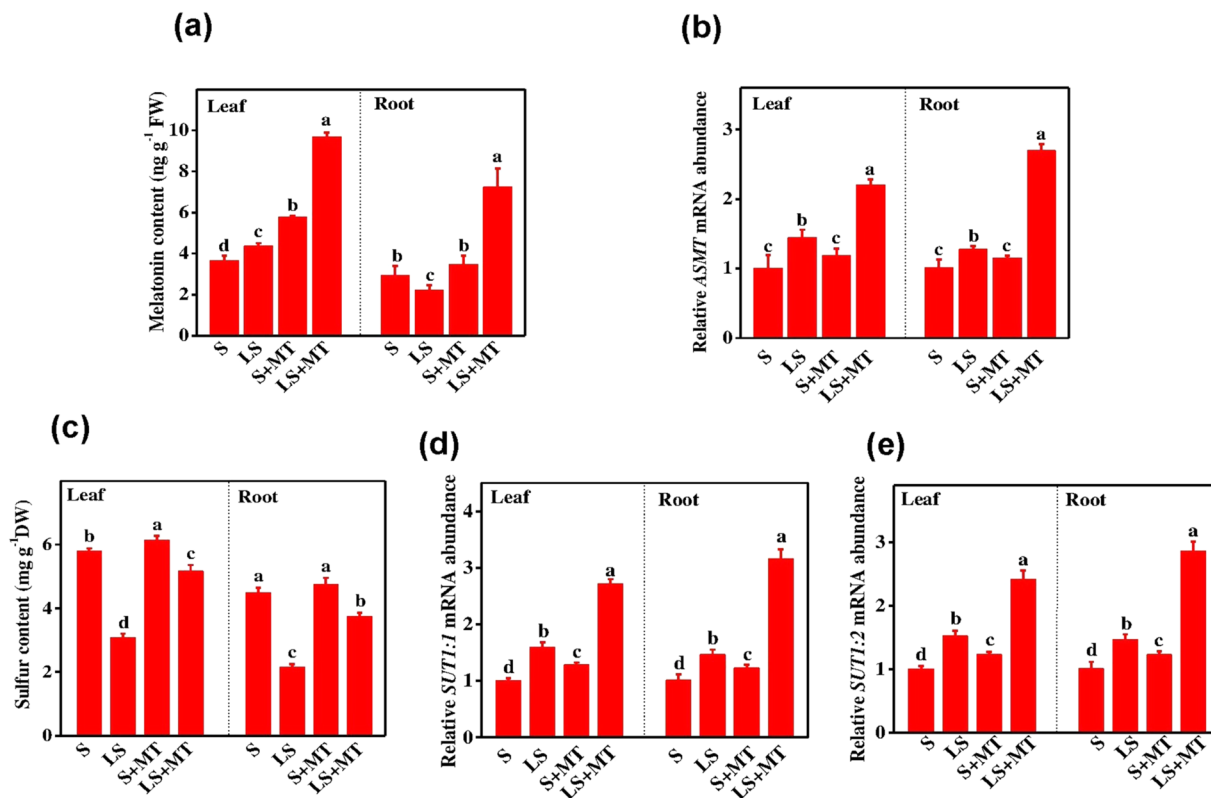 (a)
Melatonin content (ng g⁻¹ FW)
Leaf
Root
10
8
6
4
2
0
d
c
b
a
b
c
b
a
S
LS
S+MT
LS+MT
S
LS
S+MT
LS+MT
(b)
Relative ASMT mRNA abundance
Leaf
Root
3
2
1
0
c
b
c
a
c
b
c
a
S
LS
S+MT
LS+MT
S
LS
S+MT
LS+MT
(c)
Sulfur content (mg g⁻¹DW)
Leaf
Root
6
4
2
0
b
d
a
c
a
c
a
b
S
LS
S+MT
LS+MT
S
LS
S+MT
LS+MT
(d)
Relative SUT1:1 mRNA abundance
Leaf
Root
4
3
2
1
0
d
b
c
a
d
b
c
a
S
LS
S+MT
LS+MT
S
LS
S+MT
LS+MT
(e)
Relative SUT1:2 mRNA abundance
Leaf
Root
3
2
1
0
d
b
c
a
d
b
c
a
S
LS
S+MT
LS+MT
S
LS
S+MT
LS+MT